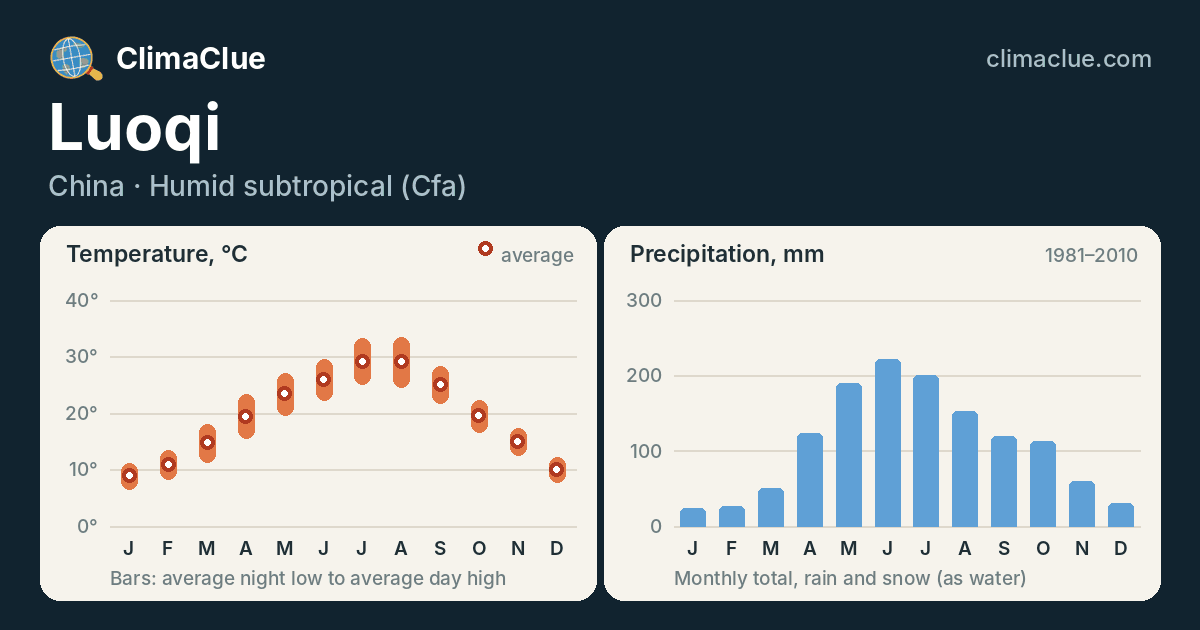 ClimaClue
climaclue.com
Luoqi
China · Humid subtropical (Cfa)
Temperature, °C
average
40°
30°
20°
10°
0°
J F M A M J J A S O N D
Bars: average night low to average day high
Precipitation, mm
1981–2010
300
200
100
0
J F M A M J J A S O N D
Monthly total, rain and snow (as water)